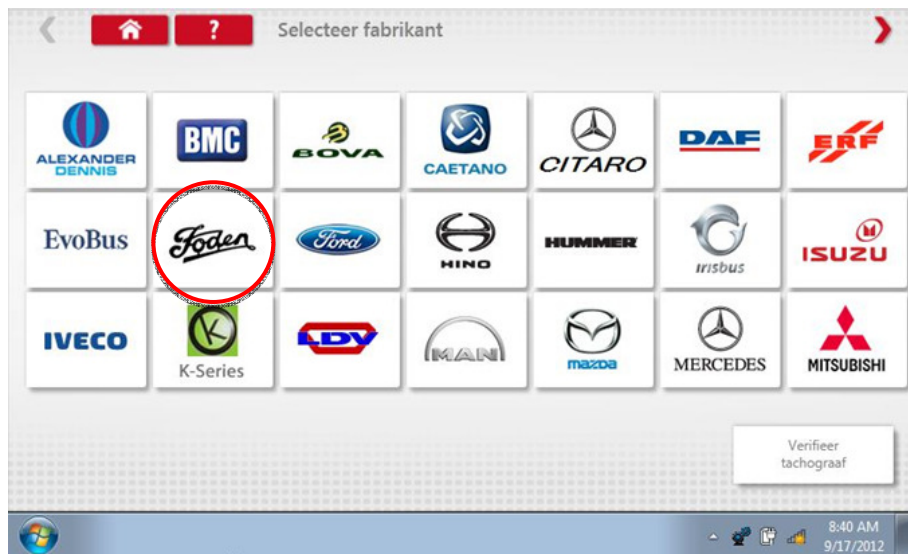 ? Selecteer fabrikant
ALEXANDER DENNIS
BMC
BOVA
CAETANO
CITARO
DAF
ERF
EvoBus
Foden
Ford
HINO
HUMMER
irisbus
ISUZU
IVECO
K
K-Series
LDV
MAN
mazda
MERCEDES
MITSUBISHI
Verifieer
tachograaf
8:40 AM
9/17/2012